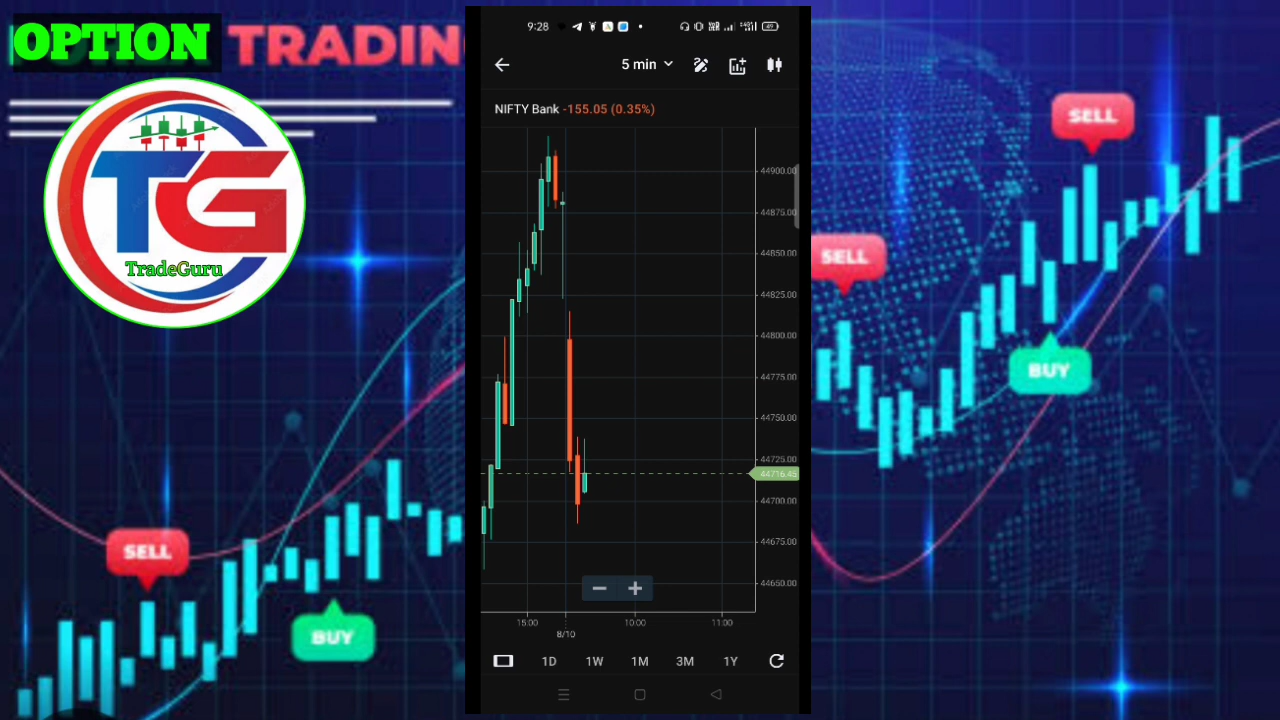 OPTION TRADIN
TG
TradeGuru
SELL
BUY
9:28
49
5 min
NIFTY Bank -155.05 (0.35%)
44900.00
44875.00
44850.00
44825.00
44800.00
44775.00
44750.00
44725.00
44716.45
44700.00
44675.00
44650.00
15:00
10:00
11:00
8/10
1D
1W
1M
3M
1Y
SELL
SELL
BUY